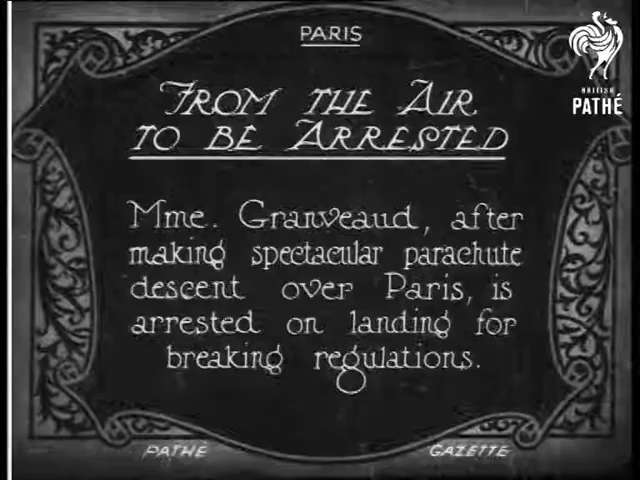 PARIS
BRITISH
PATHÉ
FROM THE AIR
TO BE ARRESTED
Mme. Granveaud, after
making spectacular parachute
descent over Paris, is
arrested on landing for
breaking regulations.
PATHÉ GAZETTE